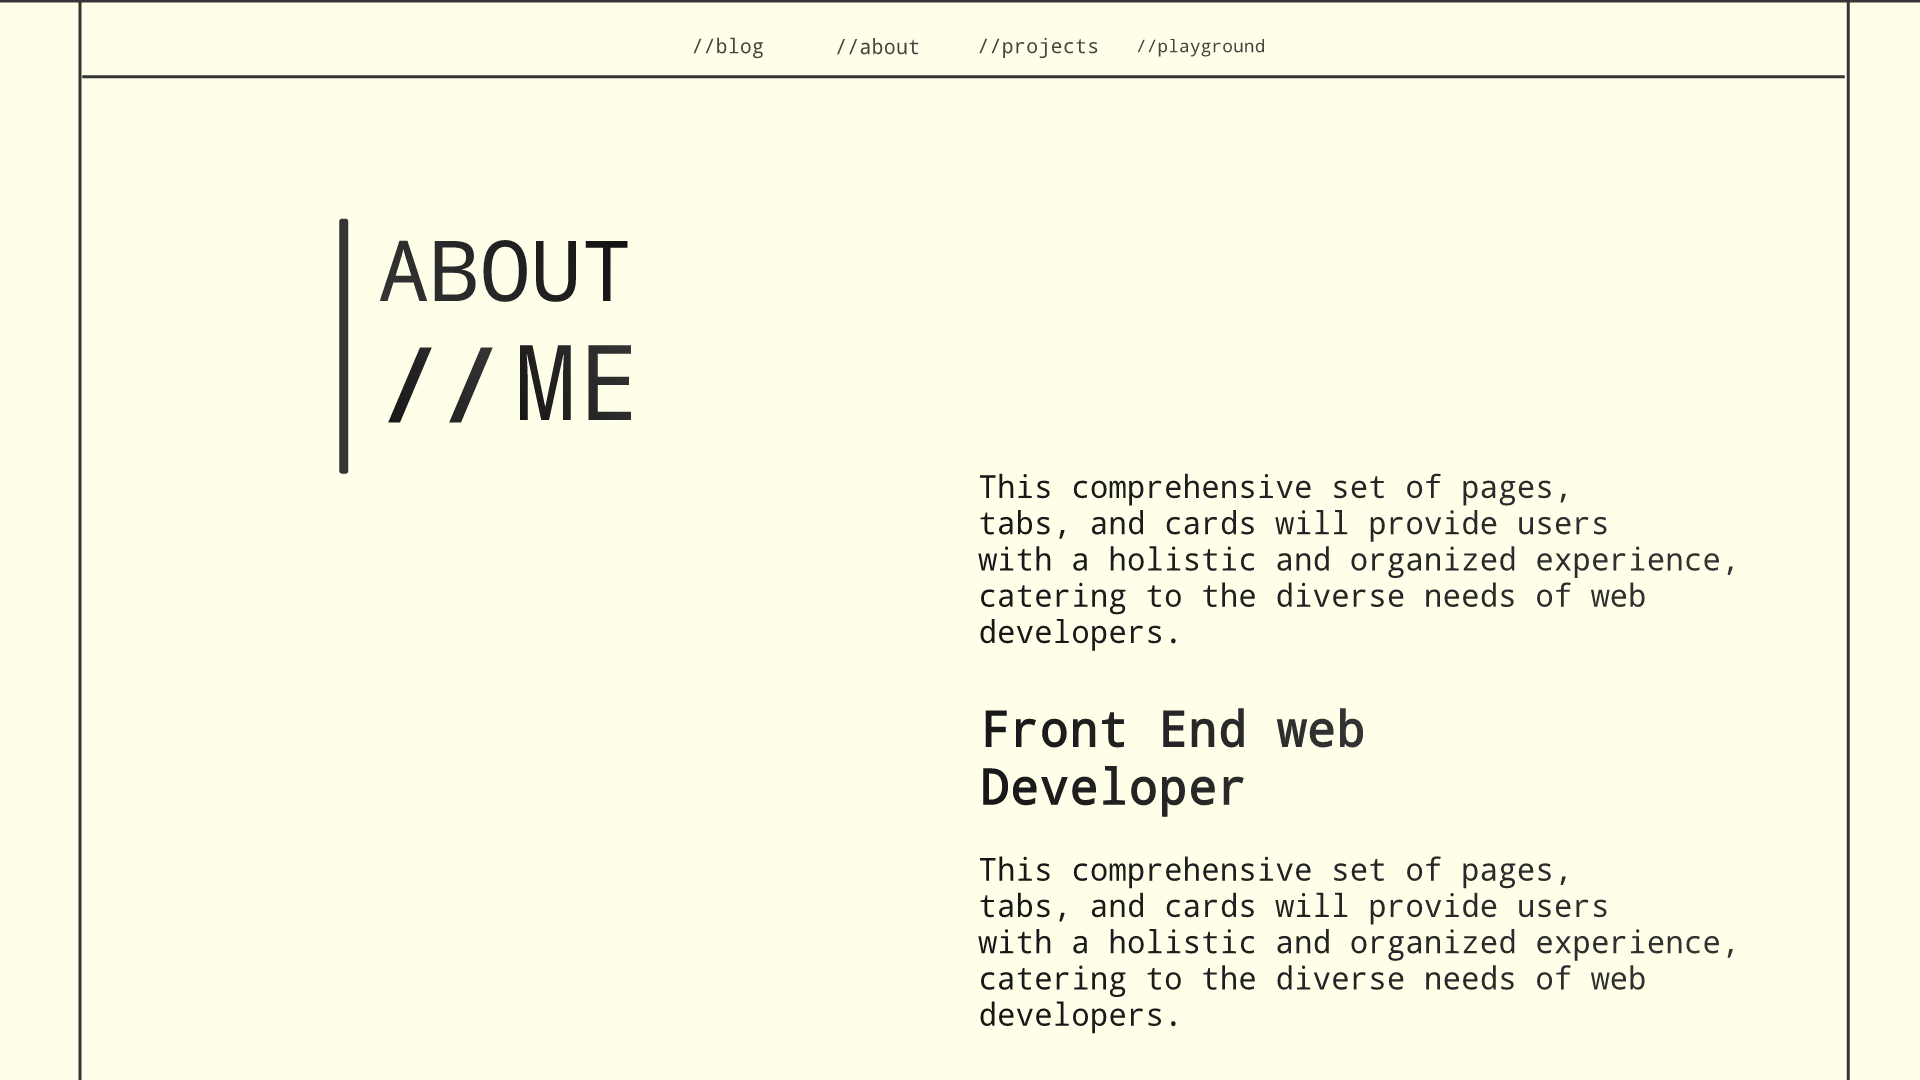 //blog //about //projects //playground
ABOUT
//ME
This comprehensive set of pages,
tabs, and cards will provide users
with a holistic and organized experience,
catering to the diverse needs of web
developers.
Front End web
Developer
This comprehensive set of pages,
tabs, and cards will provide users
with a holistic and organized experience,
catering to the diverse needs of web
developers.